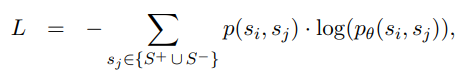 L = − ∑ p(s_i, s_j) · log(p_θ(s_i, s_j)),
s_j∈{S^+ ∪ S^−}